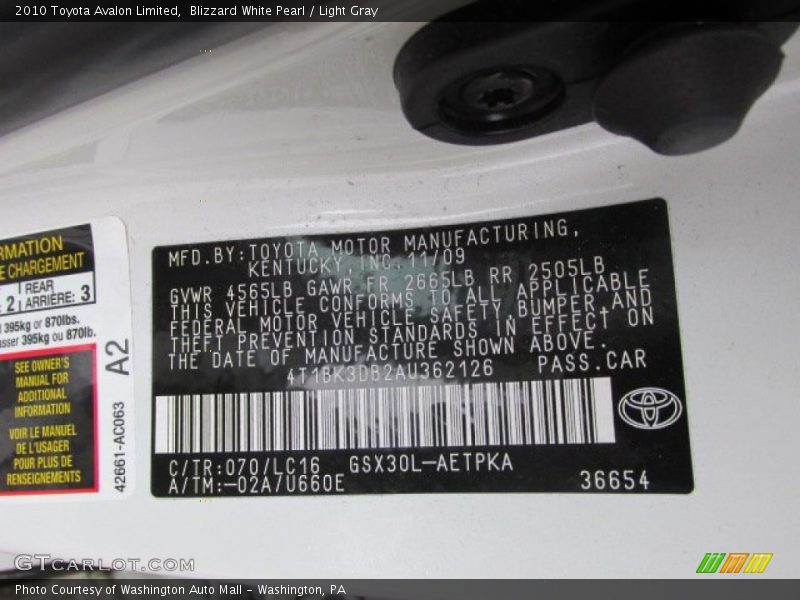 2010 Toyota Avalon Limited, Blizzard White Pearl / Light Gray
RMATION
E CHARGEMENT
2 REAR
ARRIÈRE: 3
395kg or 870lbs.
asser 395kg ou 870lb.
SEE OWNER'S
MANUAL FOR
ADDITIONAL
INFORMATION
VOIR LE MANUEL
DE L'USAGER
POUR PLUS DE
RENSEIGNEMENTS
42661-AC063 A2
MFD.BY:TOYOTA MOTOR MANUFACTURING,
KENTUCKY, INC. 11/09
GVWR 4565LB GAWR FR 2665LB RR 2505LB
THIS VEHICLE CONFORMS TO ALL APPLICABLE
FEDERAL MOTOR VEHICLE SAFETY,BUMPER,AND
THEFT PREVENTION STANDARDS IN EFFECT ON
THE DATE OF MANUFACTURE SHOWN ABOVE.
4T1BK3DB2AU362126 PASS.CAR
C/TR:070/LC16 GSX30L-AETPKA
A/TM:-02A/U660E 36654
GTCARLOT.COM
Photo Courtesy of Washington Auto Mall - Washington, PA